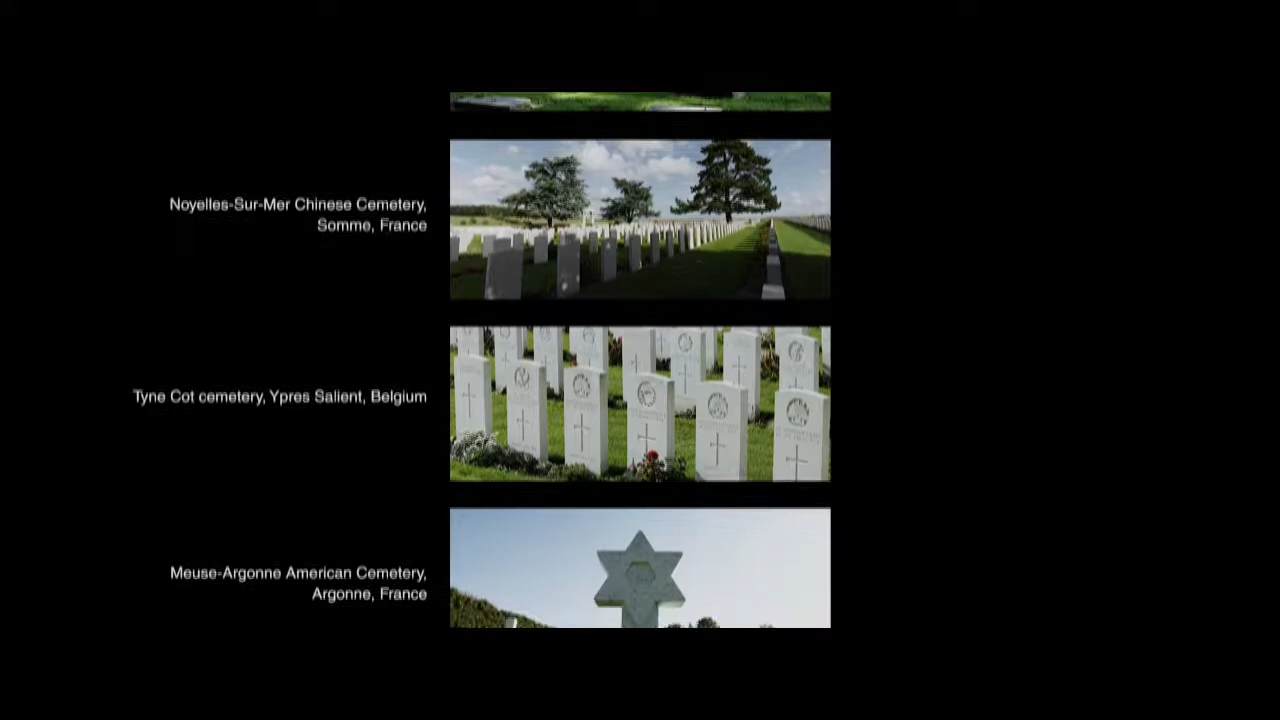 Noyelles-Sur-Mer Chinese Cemetery,
Somme, France
Tyne Cot cemetery, Ypres Salient, Belgium
Meuse-Argonne American Cemetery,
Argonne, France